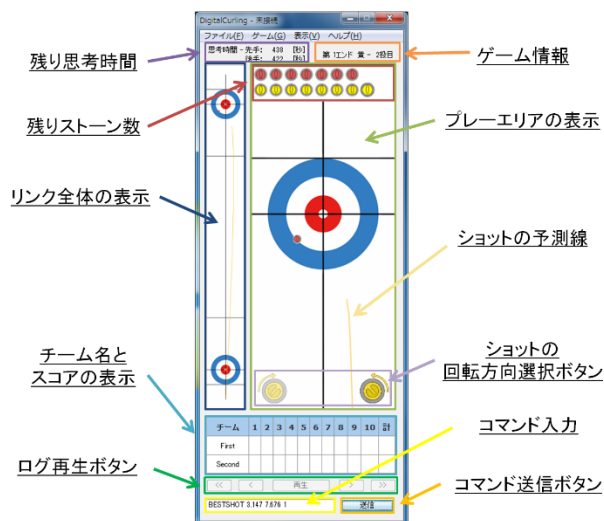 DigitalCurling - 未接続
ファイル(F) ゲーム(G) 表示(V) ヘルプ(H)
思考時間 - 先手: 438 [秒]
後手: 422 [秒]
第 1エンド 黄 - 2投目
残り思考時間
ゲーム情報
残りストーン数
プレーエリアの表示
リンク全体の表示
ショットの予測線
チーム名と
スコアの表示
ショットの
回転方向選択ボタン
チーム 1 2 3 4 5 6 7 8 9 10 計
First
Second
コマンド入力
ログ再生ボタン
<< < 再生 > >>
コマンド送信ボタン
BESTSHOT 3.147 7.676 1
送信